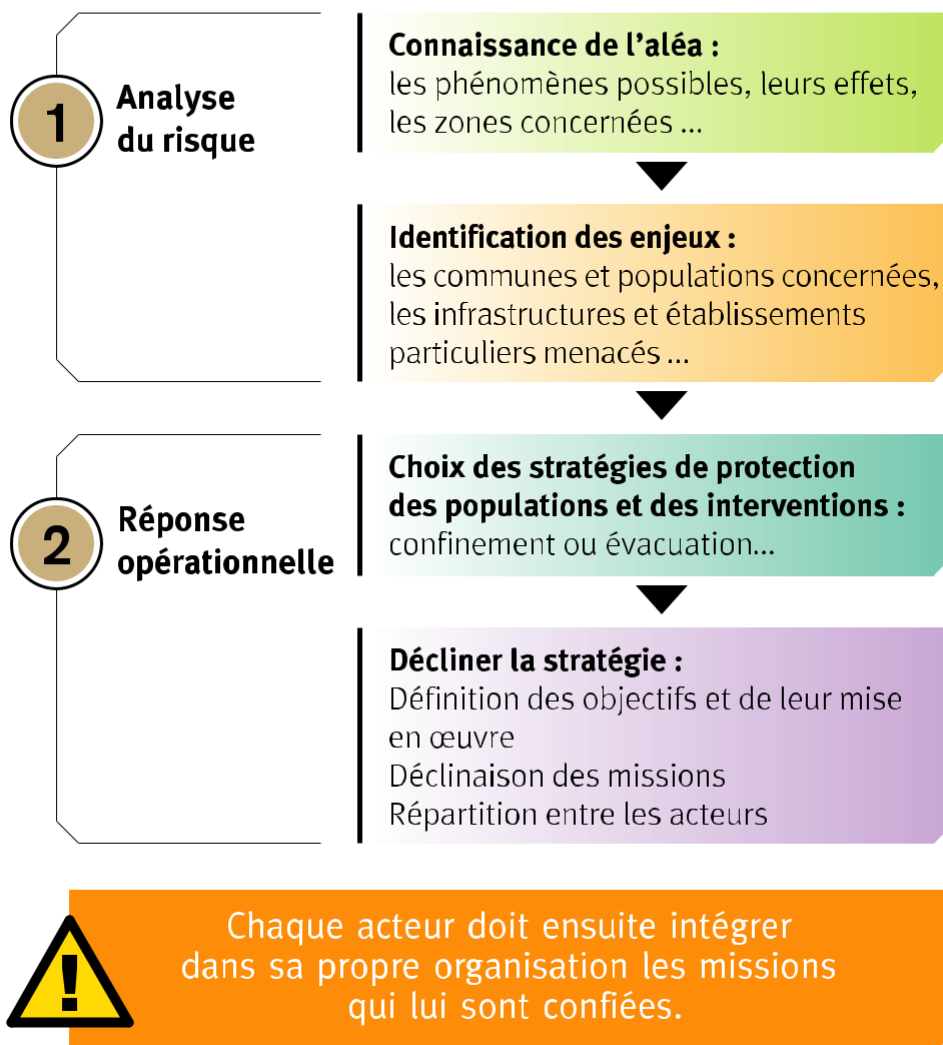 1
Analyse
du risque
Connaissance de l’aléa :
les phénomènes possibles, leurs effets,
les zones concernées ...
Identification des enjeux :
les communes et populations concernées,
les infrastructures et établissements
particuliers menacés ...
2
Réponse
opérationnelle
Choix des stratégies de protection
des populations et des interventions :
confinement ou évacuation...
Décliner la stratégie :
Définition des objectifs et de leur mise
en œuvre
Déclinaison des missions
Répartition entre les acteurs
!
Chaque acteur doit ensuite intégrer
dans sa propre organisation les missions
qui lui sont confiées.